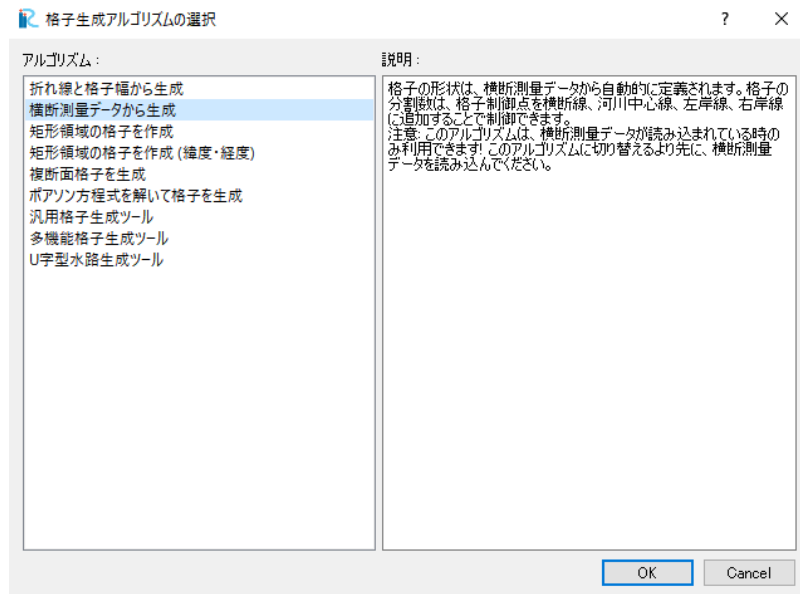 格子生成アルゴリズムの選択
? ×
アルゴリズム :
折れ線と格子幅から生成
横断測量データから生成
矩形領域の格子を作成
矩形領域の格子を作成 (緯度・経度)
複断面格子を生成
ポアソン方程式を解いて格子を生成
汎用格子生成ツール
多機能格子生成ツール
U字型水路生成ツール
説明 :
格子の形状は、横断測量データから自動的に定義されます。格子の
分割数は、格子制御点を横断線、河川中心線、左岸線、右岸線
に追加することで制御できます。
注意: このアルゴリズムは、横断測量データが読み込まれている時の
み利用できます! このアルゴリズムに切り替えるより先に、横断測量
データを読み込んでください。
OK
Cancel